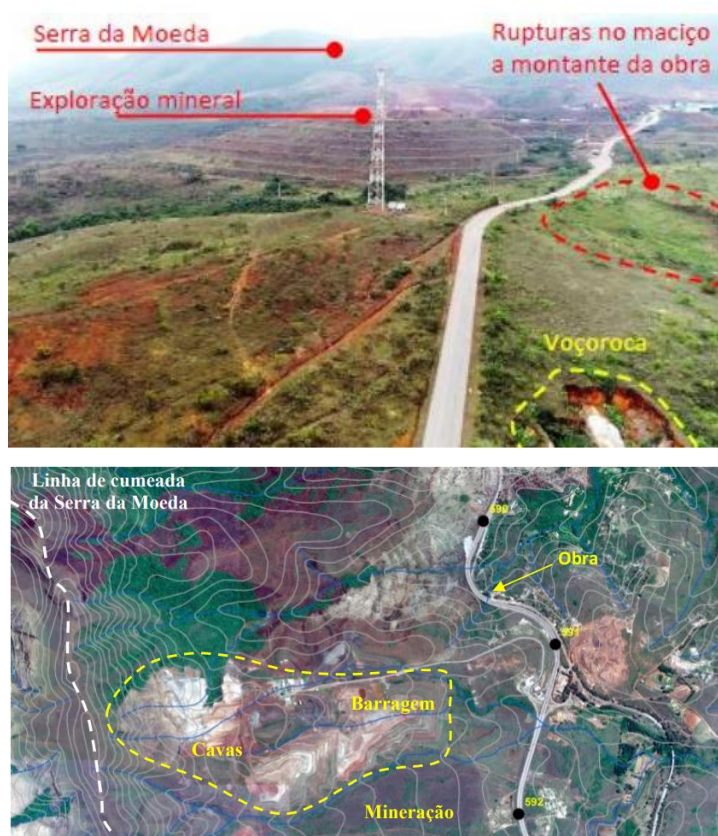 Serra da Moeda
Rupturas no maciço
a montante da obra
Exploração mineral
Voçoroca
Linha de cumeada
da Serra da Moeda
590
Obra
591
Barragem
Cavas
592
Mineração